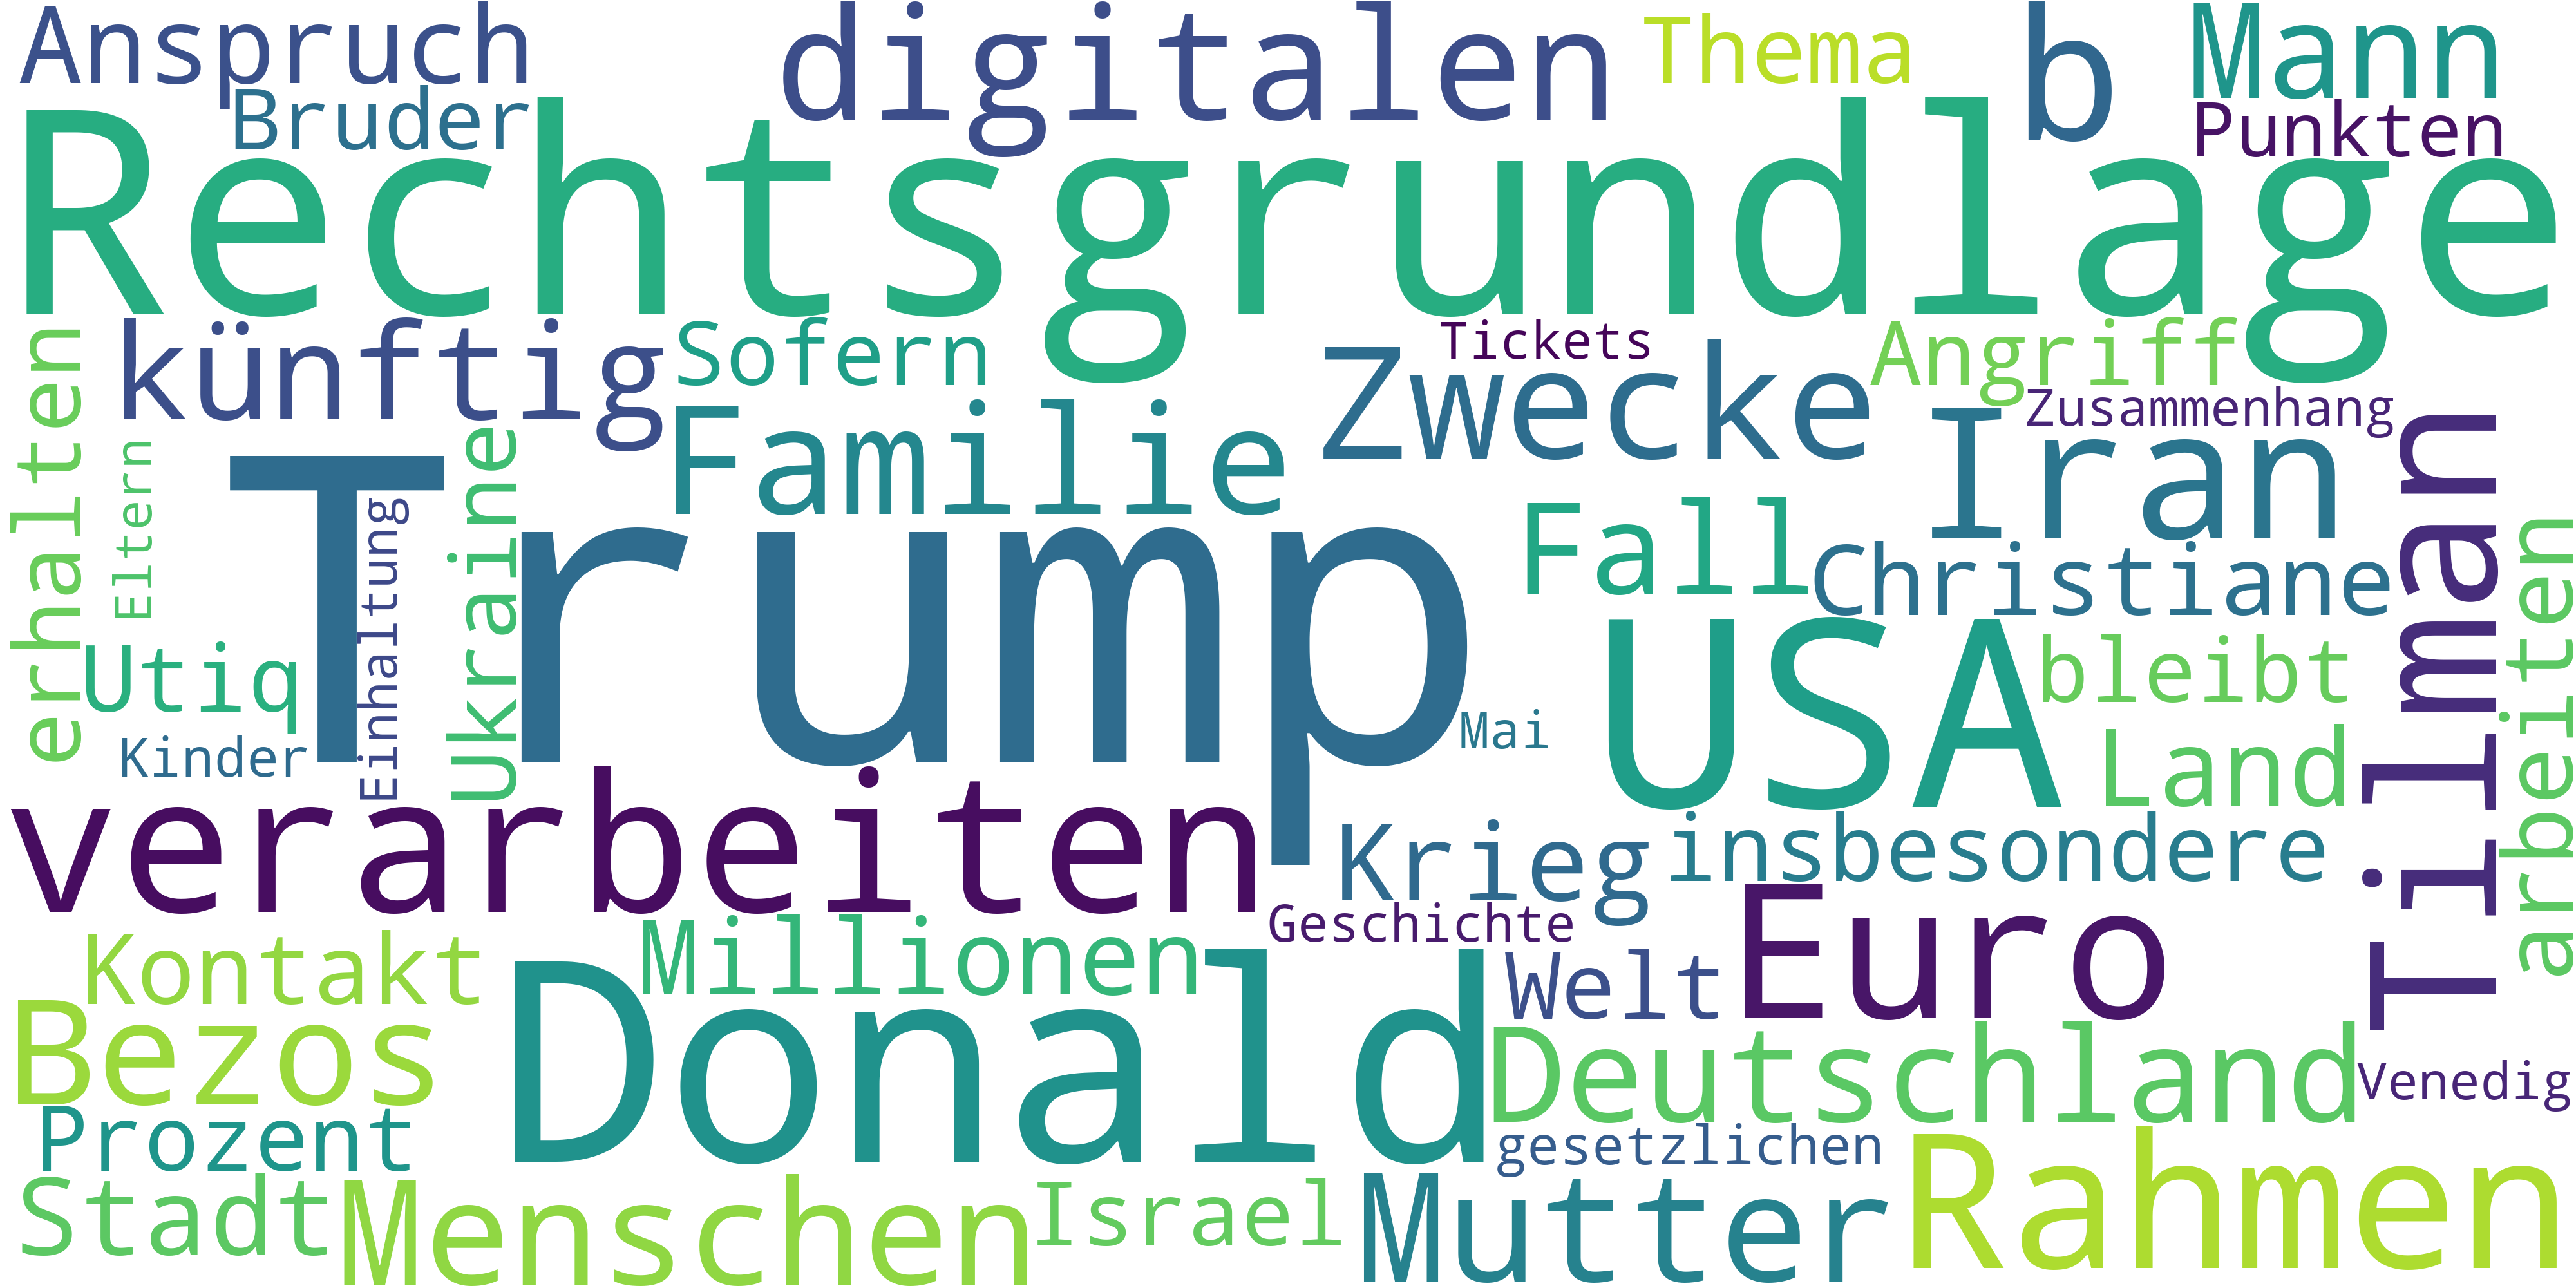 Anspruch
digitalen
Thema
b
Mann
Bruder
Punkten
Rechtsgrundlage
künftig
Sofern
Tickets
Angriff
Zwecke
Zusammenhang
erhalten
Eltern
Einhaltung
Ukraine
Familie
Iran
Tilman
Trump
Fall
Christiane
arbeiten
Utiq
USA
bleibt
Kinder
Mai
Land
verarbeiten
Krieg
insbesondere
Geschichte
Euro
Kontakt
Millionen
Welt
Bezos
Donald
Deutschland
Venedig
Prozent
gesetzlichen
Stadt
Menschen
Israel
Mutter
Rahmen